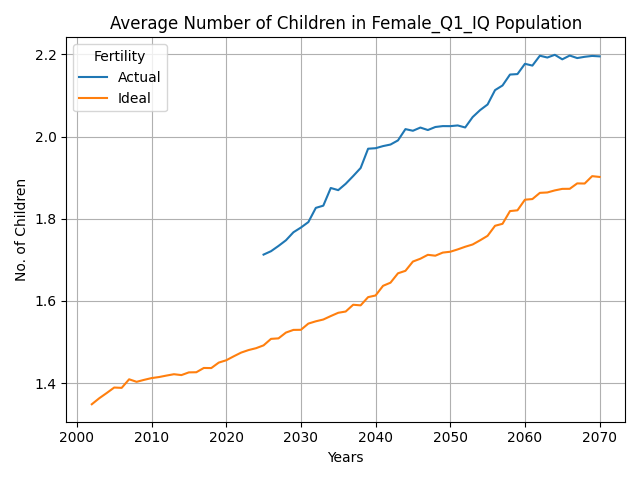 Average Number of Children in Female_Q1_IQ Population
Fertility
Actual
Ideal
No. of Children
2.2
2.0
1.8
1.6
1.4
2000 2010 2020 2030 2040 2050 2060 2070
Years